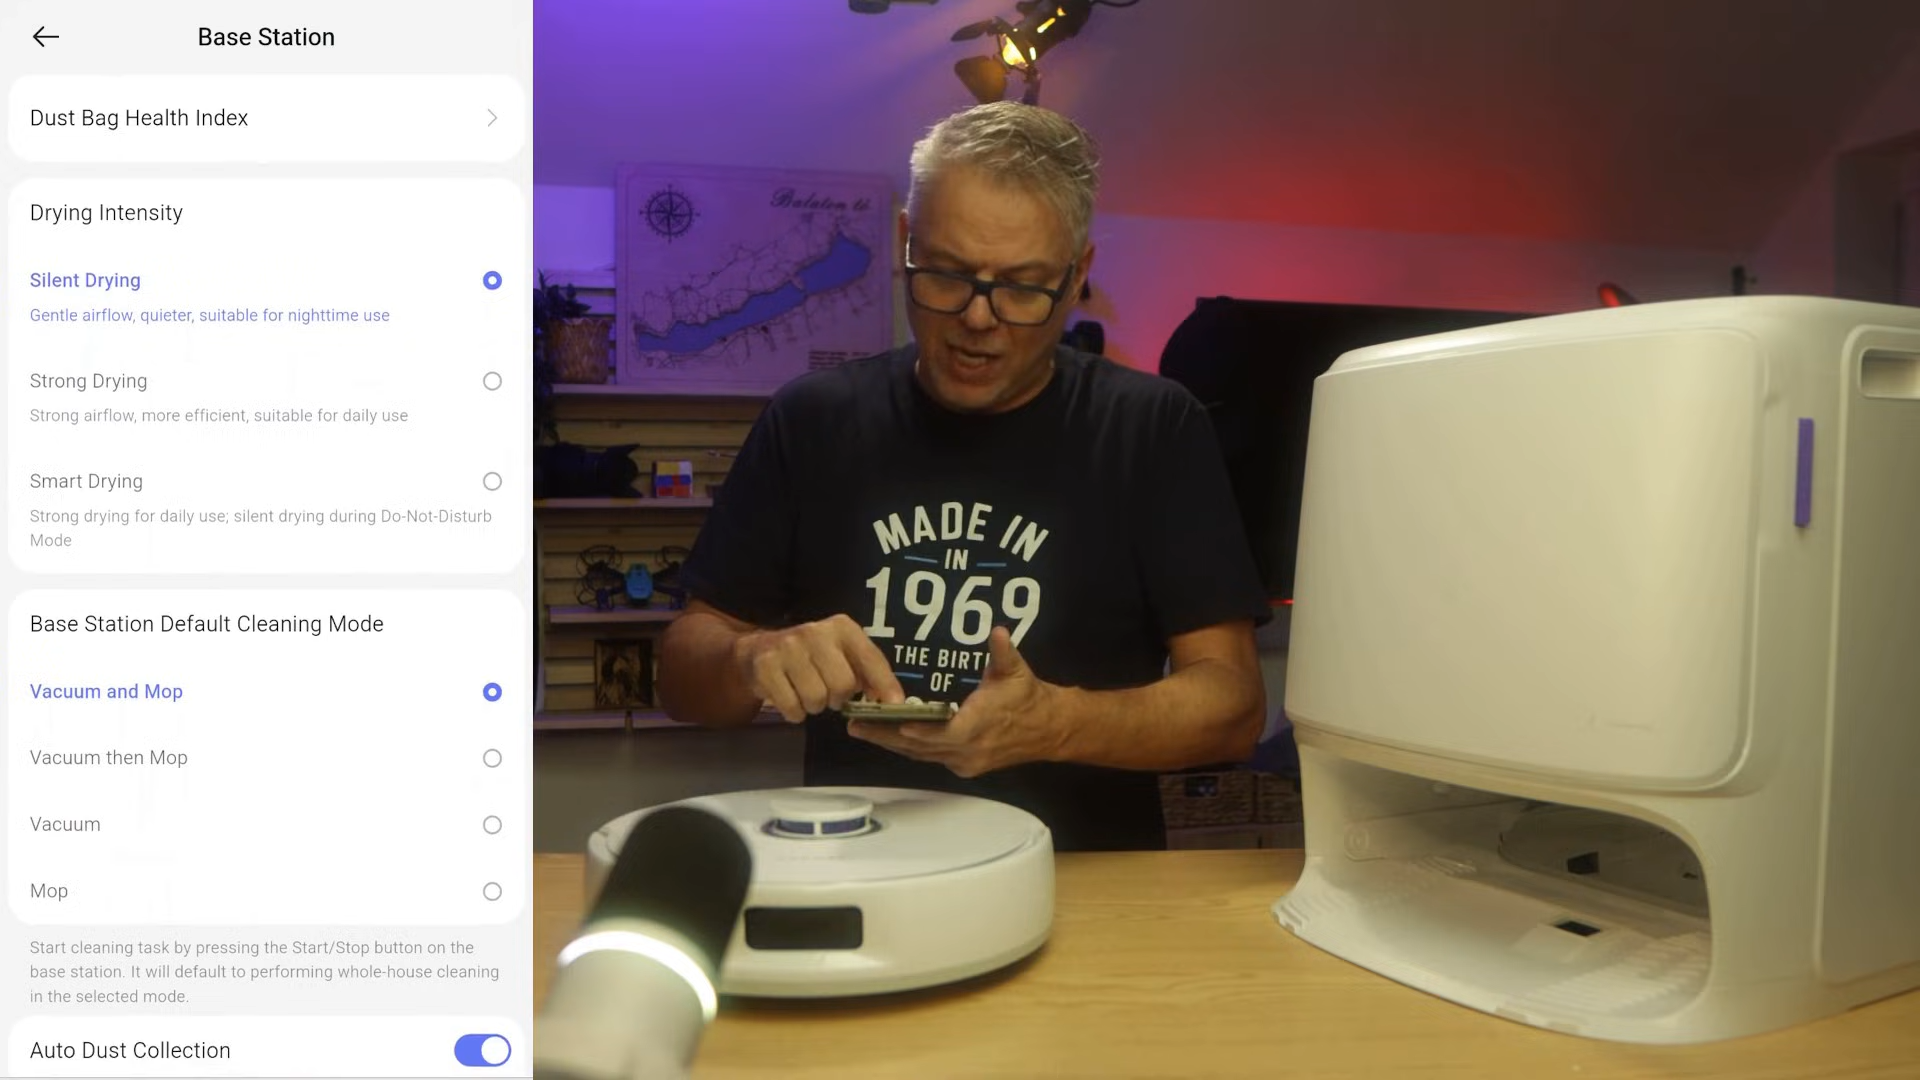 Base Station
Dust Bag Health Index
Drying Intensity
Silent Drying
Gentle airflow, quieter, suitable for nighttime use
Strong Drying
Strong airflow, more efficient, suitable for daily use
Smart Drying
Strong drying for daily use; silent drying during Do-Not-Disturb
Mode
Base Station Default Cleaning Mode
Vacuum and Mop
Vacuum then Mop
Vacuum
Mop
Start cleaning task by pressing the Start/Stop button on the
base station. It will default to performing whole-house cleaning
in the selected mode.
Auto Dust Collection
Balaton tó
MADE IN
IN
1969
THE BIRTH
OF